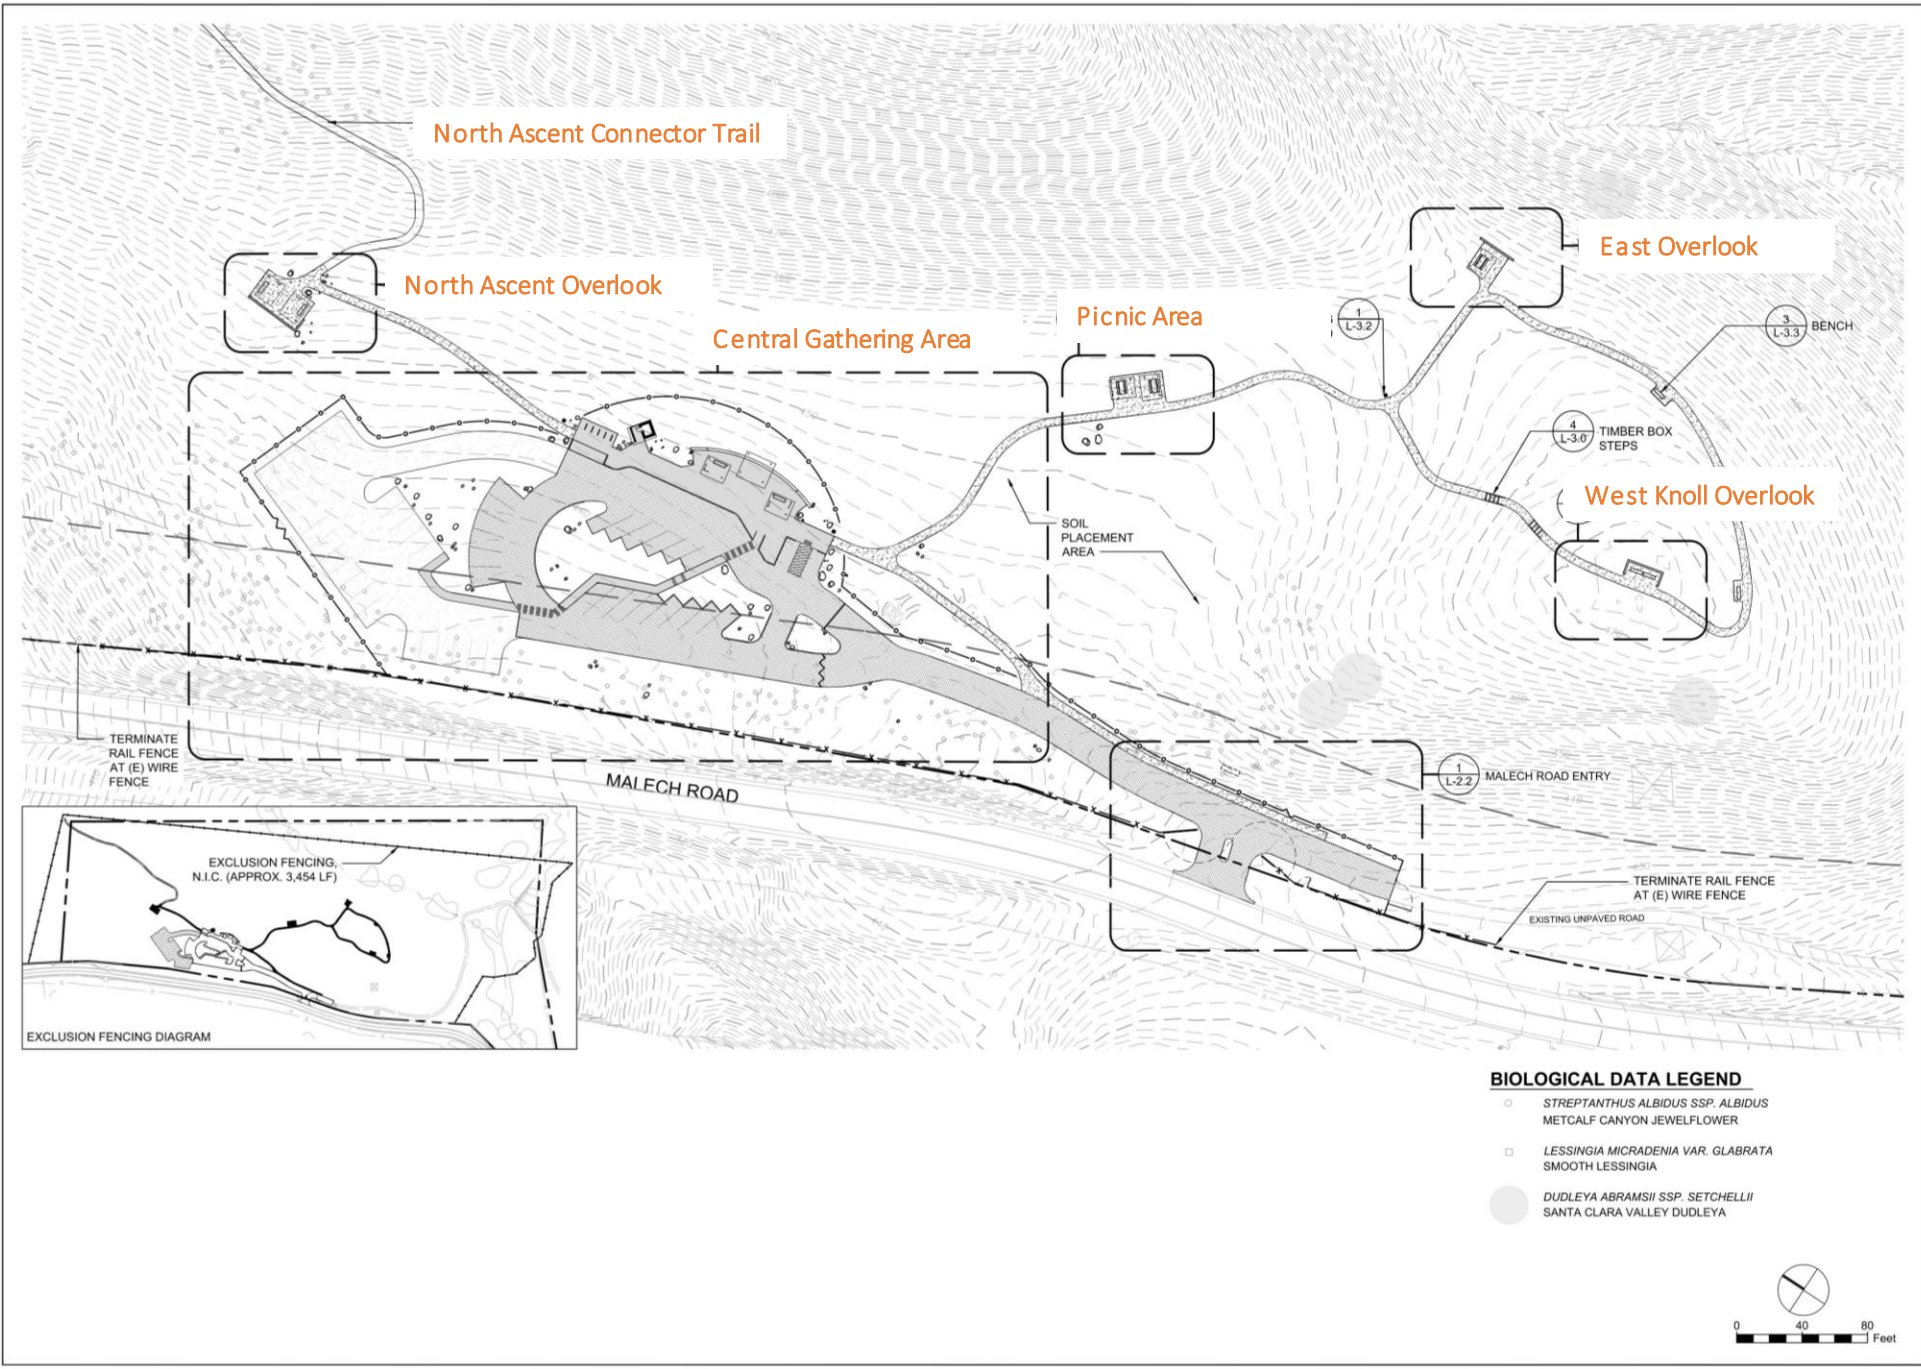 North Ascent Connector Trail
North Ascent Overlook
Central Gathering Area
Picnic Area
East Overlook
1
L-3.2
3
L-3.3
BENCH
4
L-3.0
TIMBER BOX
STEPS
West Knoll Overlook
SOIL
PLACEMENT
AREA
TERMINATE
RAIL FENCE
AT (E) WIRE
FENCE
MALECH ROAD
1
L-2.2
MALECH ROAD ENTRY
TERMINATE RAIL FENCE
AT (E) WIRE FENCE
EXISTING UNPAVED ROAD
EXCLUSION FENCING,
N.I.C. (APPROX. 3,454 LF)
EXCLUSION FENCING DIAGRAM
BIOLOGICAL DATA LEGEND
STREPTANTHUS ALBIDUS SSP. ALBIDUS
METCALF CANYON JEWELFLOWER
LESSINGIA MICRADENIA VAR. GLABRATA
SMOOTH LESSINGIA
DUDLEYA ABRAMSII SSP. SETCHELLII
SANTA CLARA VALLEY DUDLEYA
0 40 80
Feet